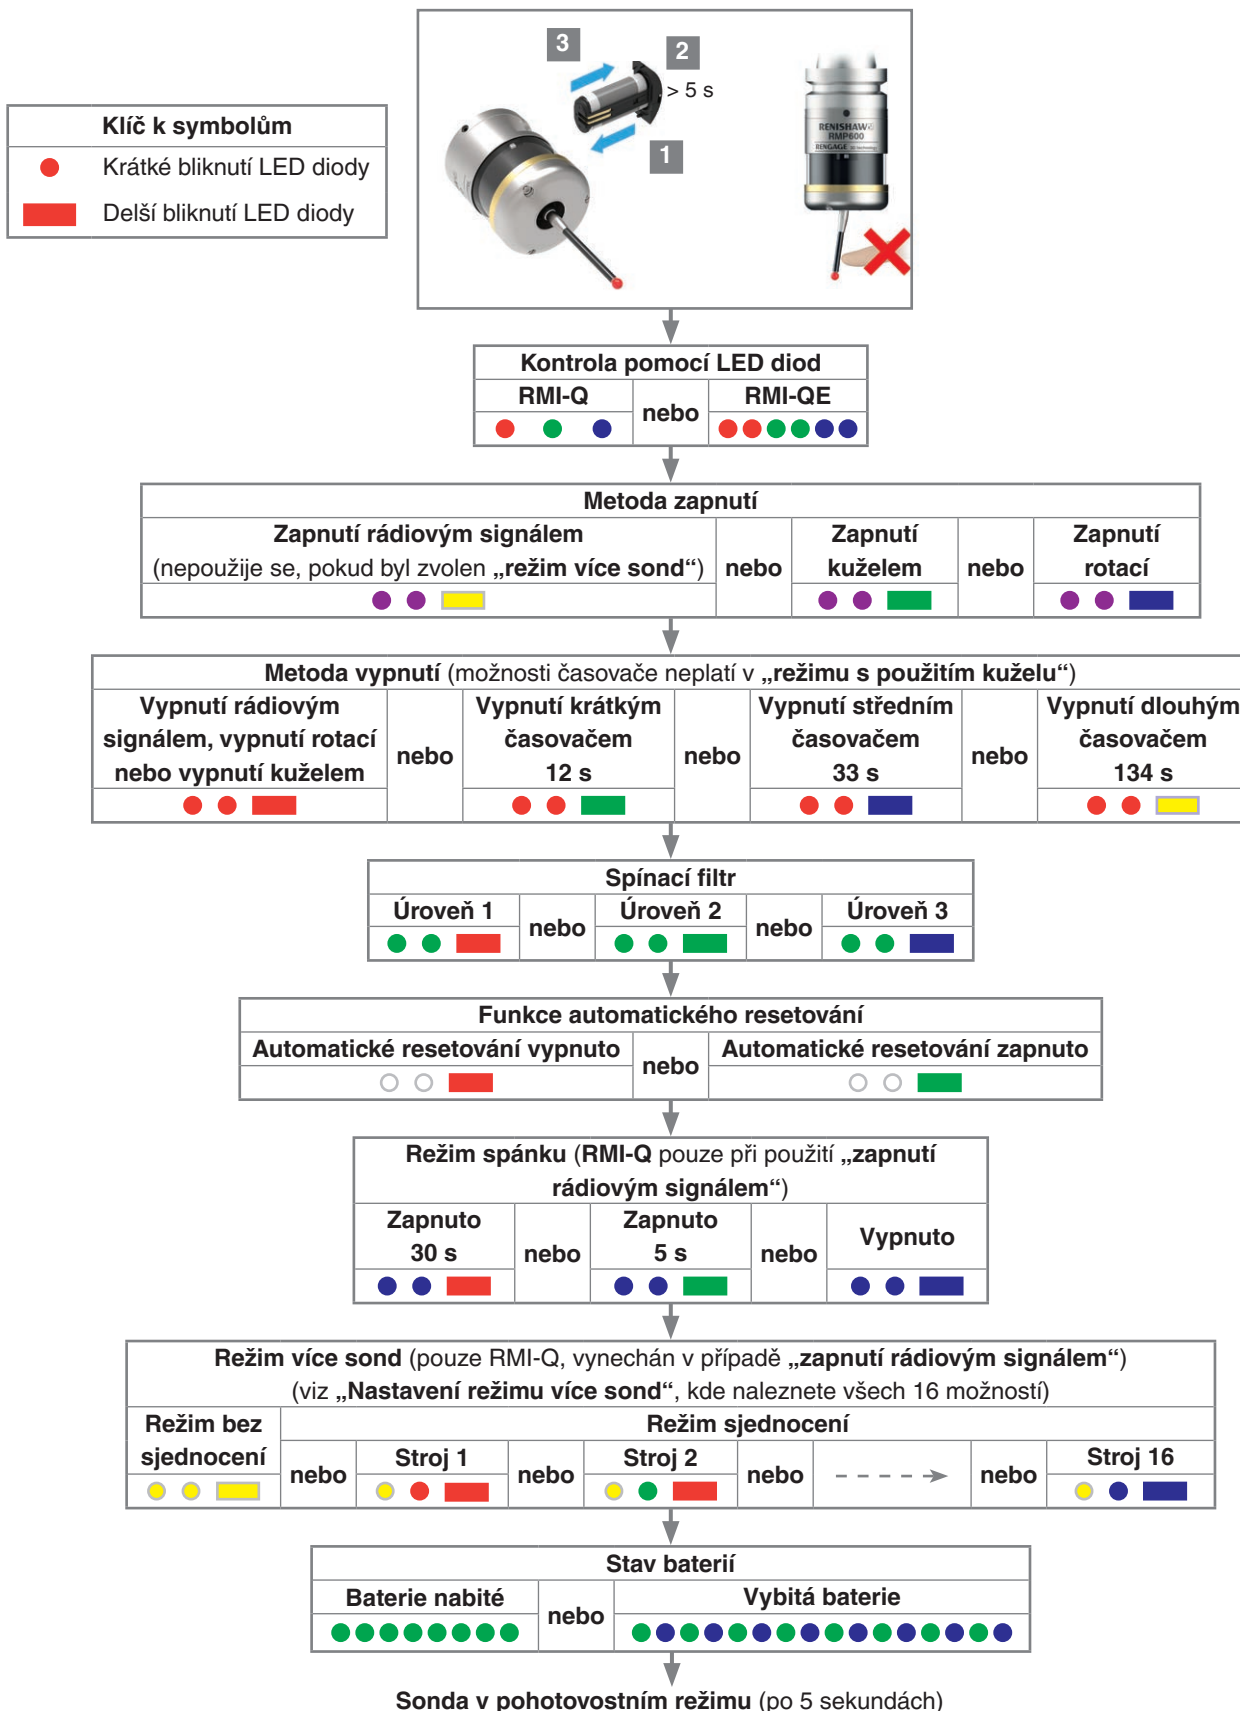 3
2
> 5 s
1
RENISHAW
RMP600
RENGAGE
Klíč k symbolům
Krátké bliknutí LED diody
Delší bliknutí LED diody
Kontrola pomocí LED diod
RMI-Q
nebo
RMI-QE
Metoda zapnutí
Zapnutí rádiovým signálem
(nepoužije se, pokud byl zvolen „režim více sond“)
nebo
Zapnutí
kuželem
nebo
Zapnutí
rotací
Metoda vypnutí (možnosti časovače neplatí v „režimu s použitím kuželu“)
Vypnutí rádiovým
signálem, vypnutí rotací
nebo vypnutí kuželem
nebo
Vypnutí krátkým
časovačem
12 s
nebo
Vypnutí středním
časovačem
33 s
nebo
Vypnutí dlouhým
časovačem
134 s
Spínací filtr
Úroveň 1
nebo
Úroveň 2
nebo
Úroveň 3
Funkce automatického resetování
Automatické resetování vypnuto
nebo
Automatické resetování zapnuto
Režim spánku (RMI-Q pouze při použití „zapnutí
rádiovým signálem“)
Zapnuto
30 s
nebo
Zapnuto
5 s
nebo
Vypnuto
Režim více sond (pouze RMI-Q, vynechán v případě „zapnutí rádiovým signálem“)
(viz „Nastavení režimu více sond“, kde naleznete všech 16 možností)
Režim bez
sjednocení
Režim sjednocení
nebo
Stroj 1
nebo
Stroj 2
nebo
nebo
Stroj 16
Stav baterií
Baterie nabité
nebo
Vybitá baterie
Sonda v pohotovostním režimu (po 5 sekundách)